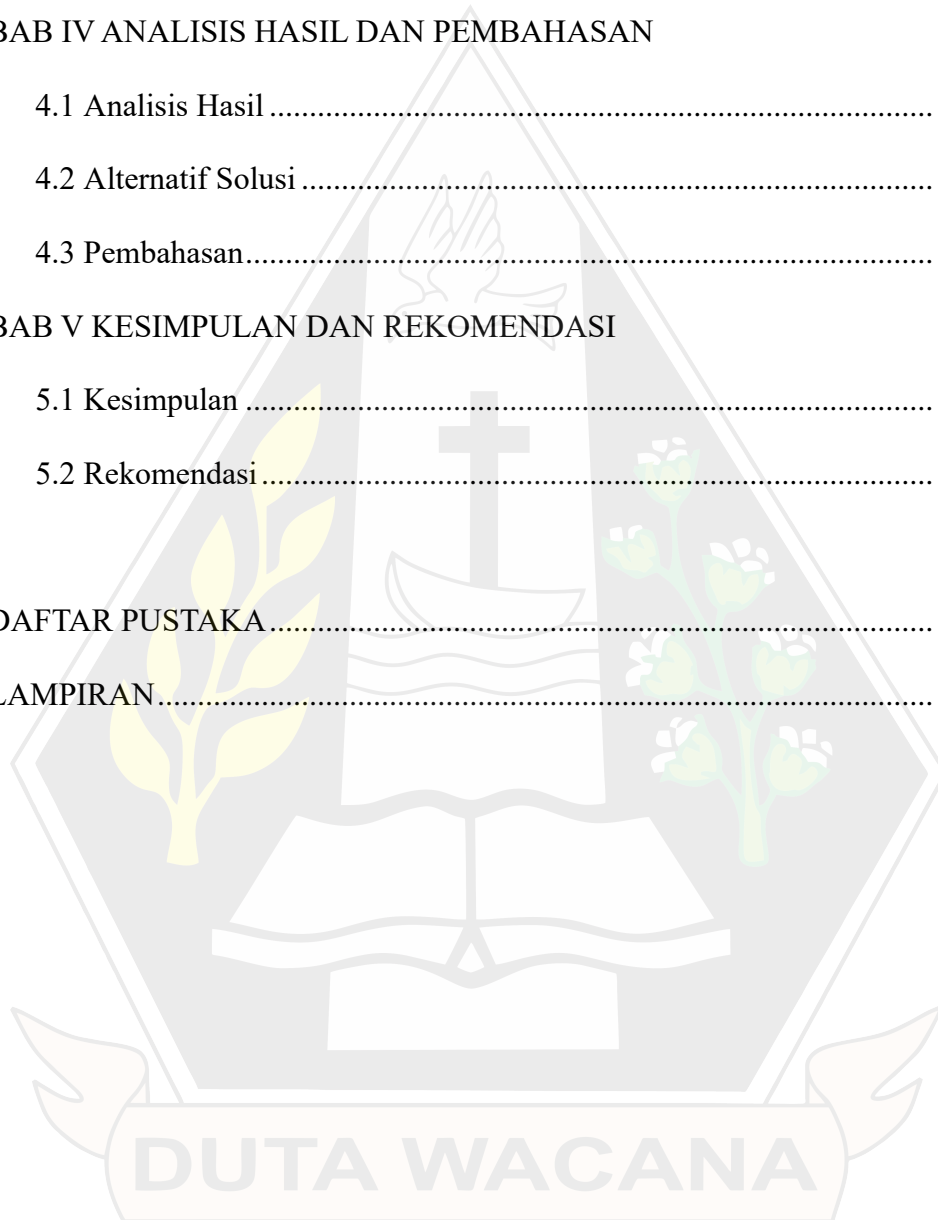 BAB IV ANALISIS HASIL DAN PEMBAHASAN
4.1 Analisis Hasil ...................................................................................
4.2 Alternatif Solusi ...............................................................................
4.3 Pembahasan......................................................................................
BAB V KESIMPULAN DAN REKOMENDASI
5.1 Kesimpulan ......................................................................................
5.2 Rekomendasi....................................................................................
DAFTAR PUSTAKA...................................................................................
LAMPIRAN.................................................................................................
DUTA WACANA